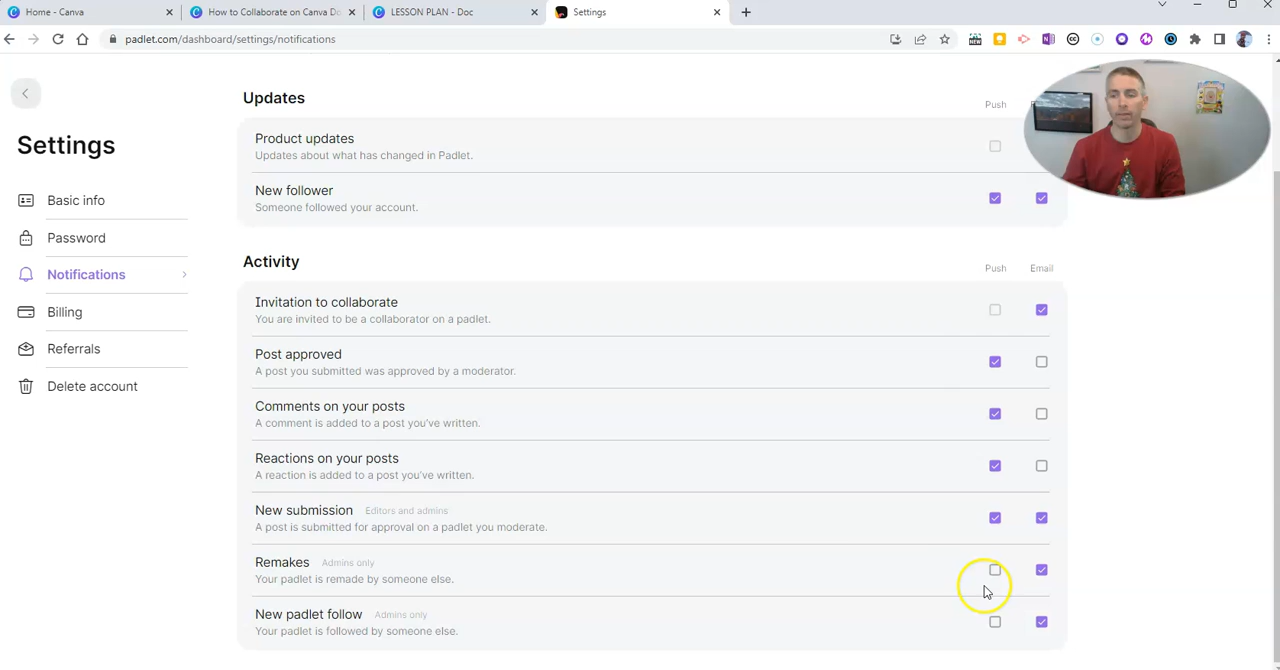 Home - Canva
How to Collaborate on Canva Do
LESSON PLAN - Doc
Settings
padlet.com/dashboard/settings/notifications
Settings
Basic info
Password
Notifications
Billing
Referrals
Delete account
Updates
Push
Product updates
Updates about what has changed in Padlet.
New follower
Someone followed your account.
Activity
Push
Email
Invitation to collaborate
You are invited to be a collaborator on a padlet.
Post approved
A post you submitted was approved by a moderator.
Comments on your posts
A comment is added to a post you've written.
Reactions on your posts
A reaction is added to a post you've written.
New submission Editors and admins
A post is submitted for approval on a padlet you moderate.
Remakes Admins only
Your padlet is remade by someone else.
New padlet follow Admins only
Your padlet is followed by someone else.